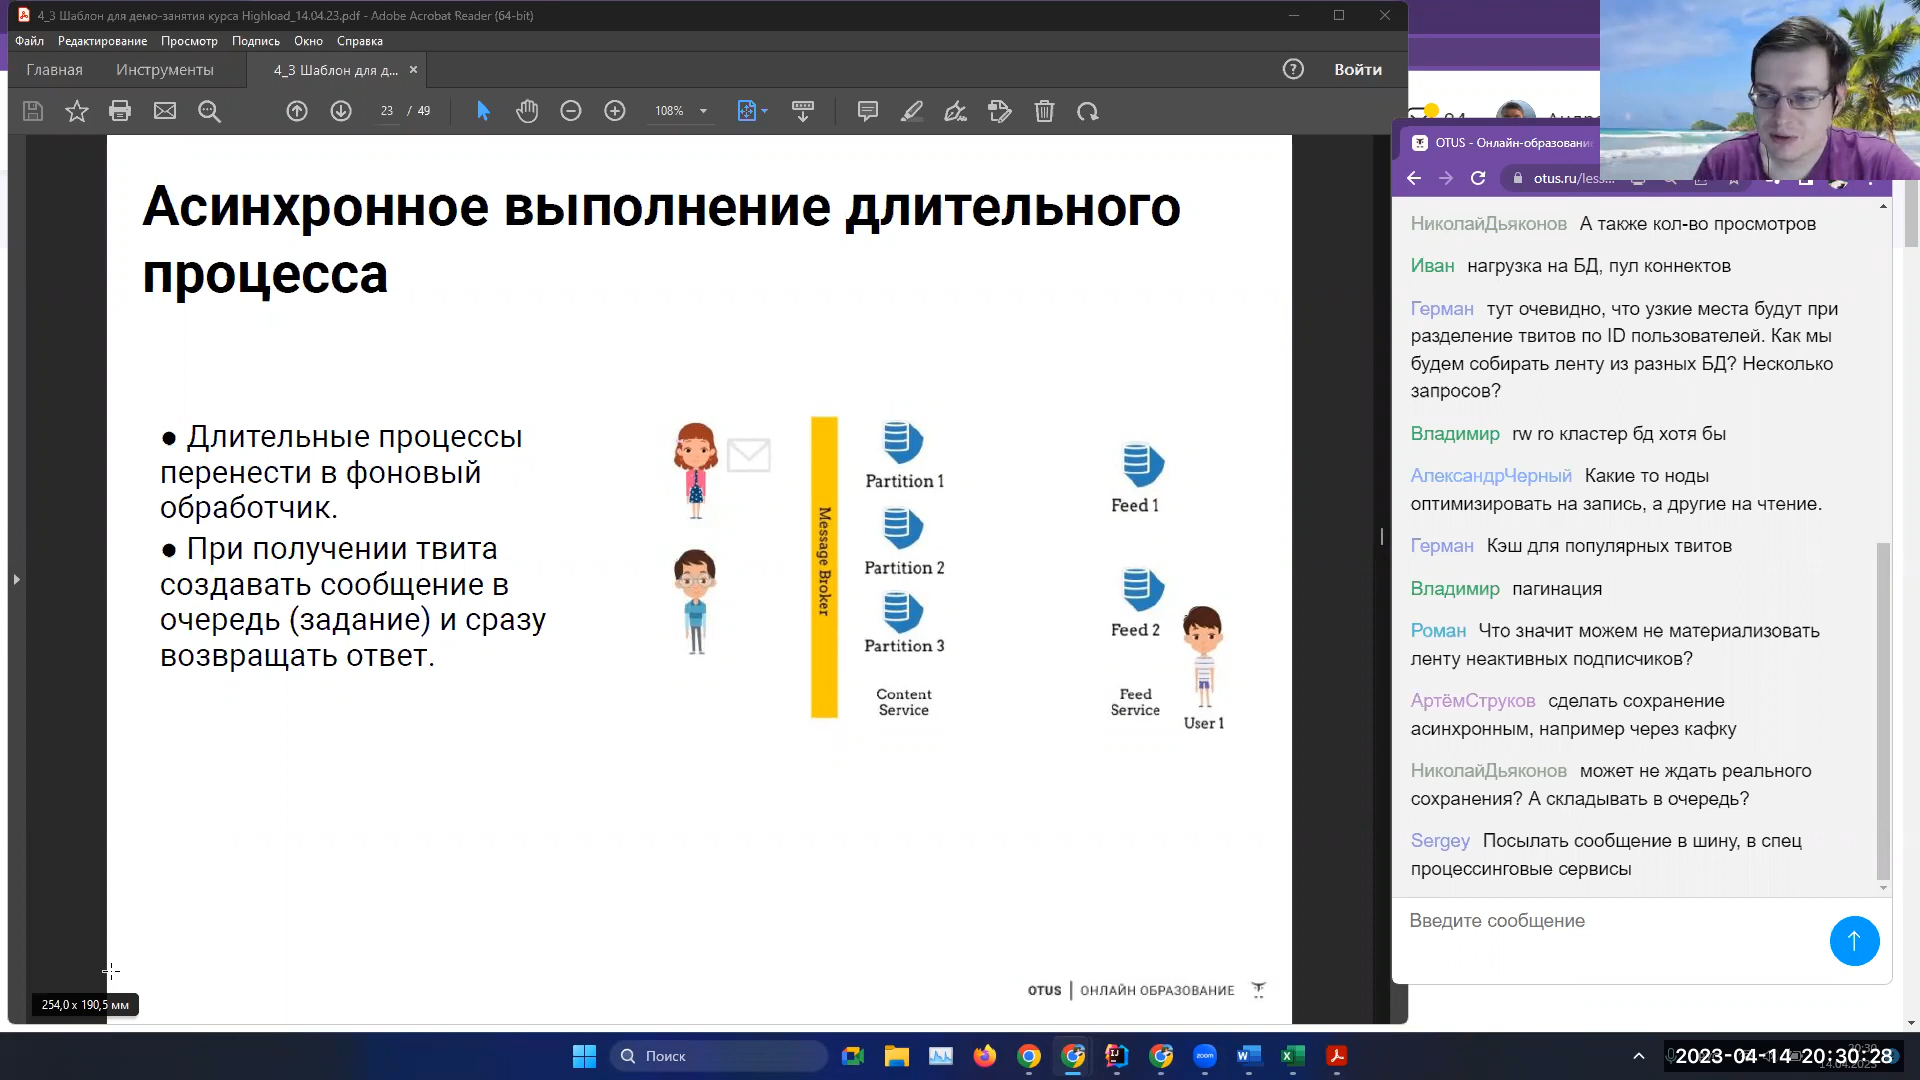 4_3 Шаблон для демо-занятия курса Highload_14.04.23.pdf - Adobe Acrobat Reader (64-bit)
Файл Редактирование Просмотр Подпись Окно Справка
Главная Инструменты 4_3 Шаблон для д... × Войти
23 / 49 108%
Асинхронное выполнение длительного
процесса
● Длительные процессы
перенести в фоновый
обработчик.
● При получении твита
создавать сообщение в
очередь (задание) и сразу
возвращать ответ.
Message Broker
Partition 1
Partition 2
Partition 3
Content
Service
Feed 1
Feed 2
Feed
Service
User 1
OTUS | ОНЛАЙН ОБРАЗОВАНИЕ
254,0 x 190,5 мм
OTUS - Онлайн-образование
otus.ru/less...
НиколайДьяконов А также кол-во просмотров
Иван нагрузка на БД, пул коннектов
Герман тут очевидно, что узкие места будут при
разделение твитов по ID пользователей. Как мы
будем собирать ленту из разных БД? Несколько
запросов?
Владимир rw ro кластер бд хотя бы
АлександрЧерный Какие то ноды
оптимизировать на запись, а другие на чтение.
Герман Кэш для популярных твитов
Владимир пагинация
Роман Что значит можем не материализовать
ленту неактивных подписчиков?
АртёмСтруков сделать сохранение
асинхронным, например через кафку
НиколайДьяконов может не ждать реального
сохранения? А складывать в очередь?
Sergey Посылать сообщение в шину, в спец
процессинговые сервисы
Введите сообщение
Поиск
zoom
2023-04-14 20:30:28